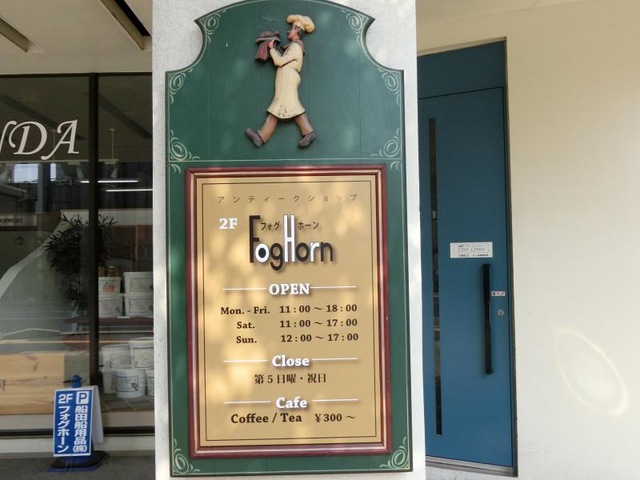 NDA
アンティークショップ
2F フォグ ホーン
FogHorn
OPEN
Mon. - Fri. 11:00～18:00
Sat. 11:00～17:00
Sun. 12:00～17:00
Close
第5日曜・祝日
Cafe
Coffee / Tea ￥300～
P 船田船用品(株)
2Fフォグホーン